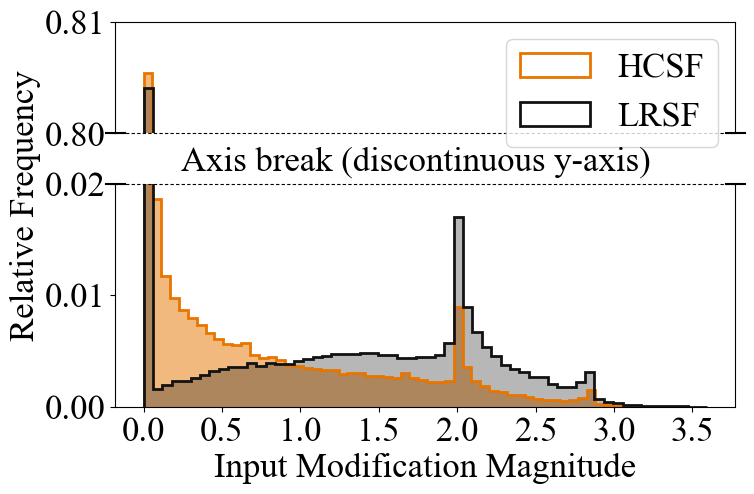 0.81
HCSF
LRSF
0.80
Axis break (discontinuous y-axis)
0.02
Relative Frequency
0.01
0.00
0.0 0.5 1.0 1.5 2.0 2.5 3.0 3.5
Input Modification Magnitude